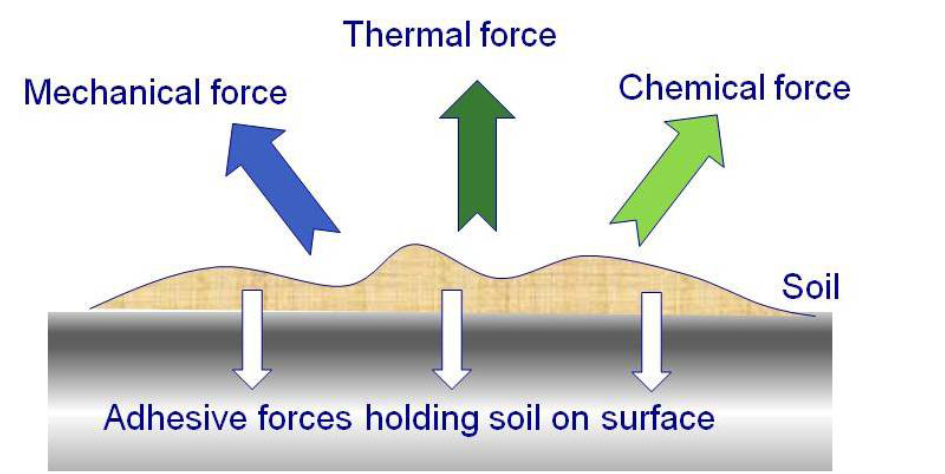 Thermal force
Mechanical force
Chemical force
Soil
Adhesive forces holding soil on surface